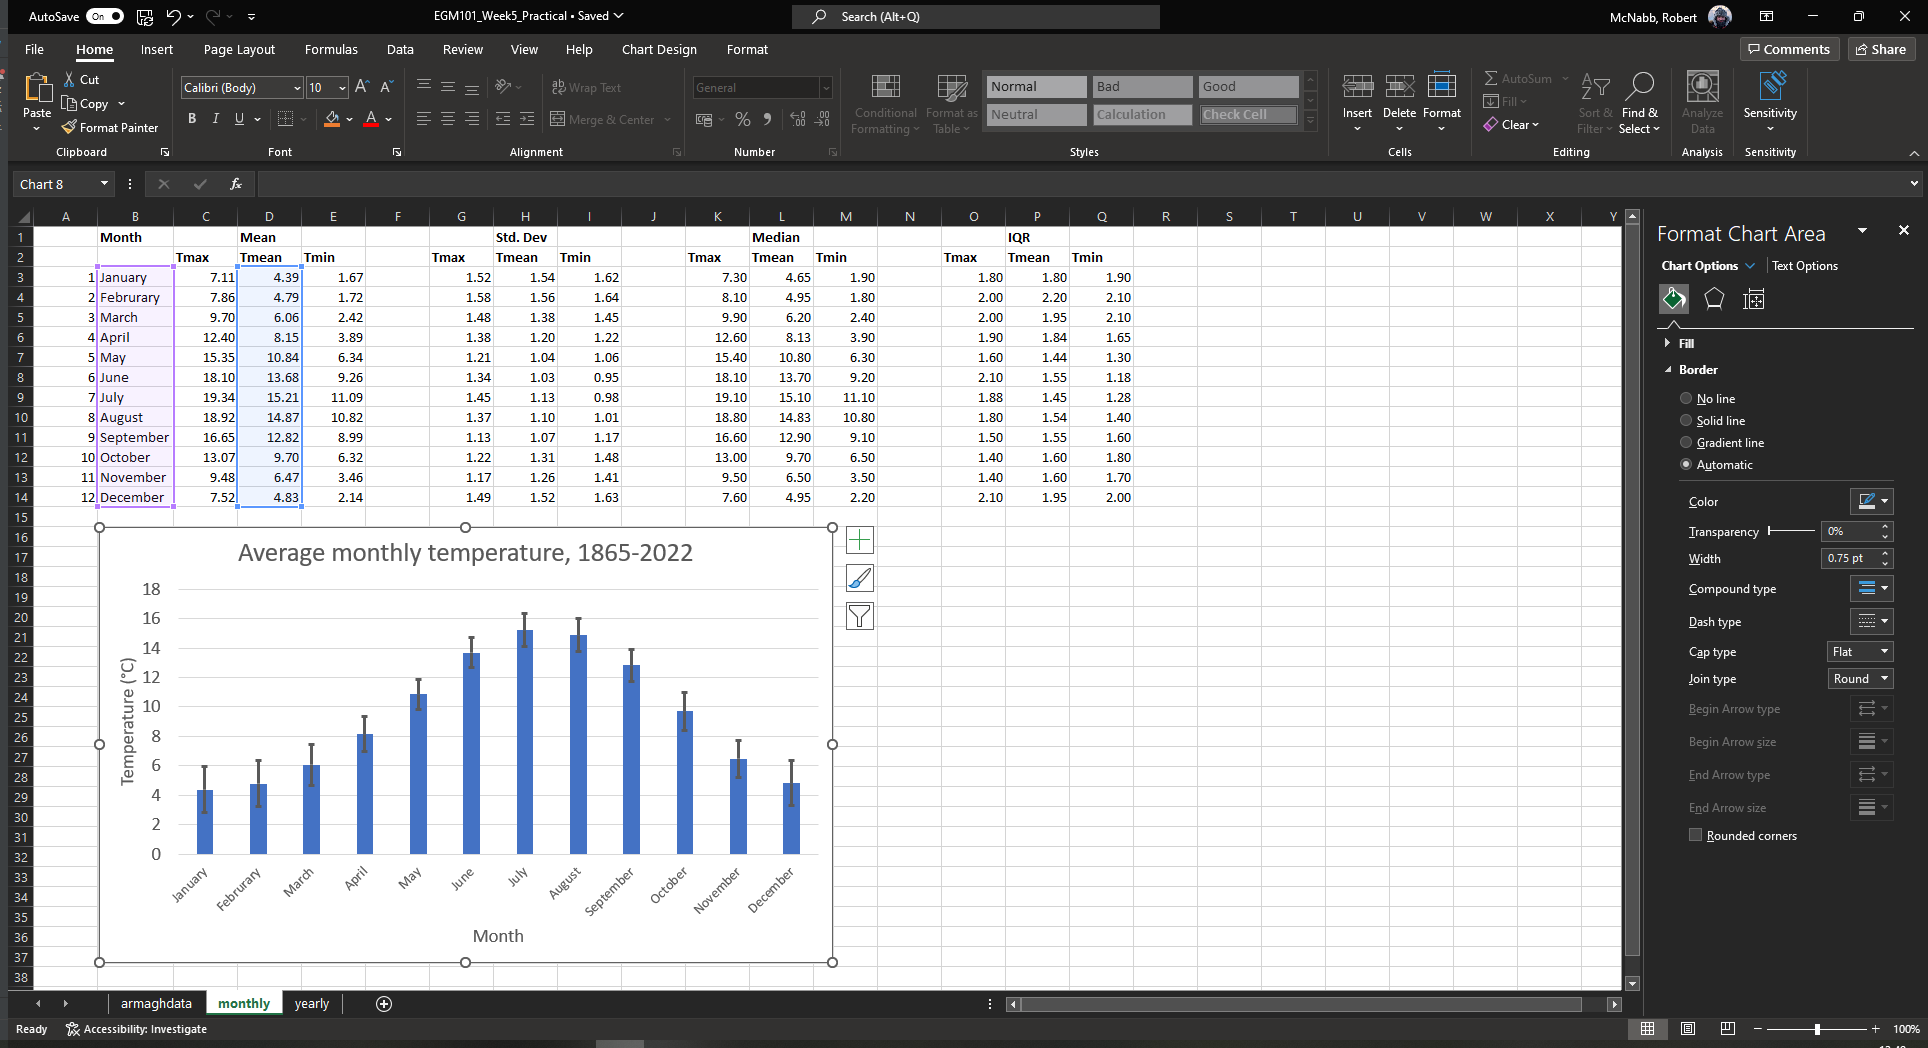 AutoSave On EGM101_Week5_Practical • Saved Search (Alt+Q) McNabb, Robert
File Home Insert Page Layout Formulas Data Review View Help Chart Design Format Comments Share
Paste
Cut
Copy
Format Painter
Clipboard
Calibri (Body) 10
B I U
Font
Wrap Text
Merge & Center
Alignment
General
Number
Conditional Formatting
Format as Table
Normal Bad Good
Neutral Calculation Check Cell
Styles
Insert Delete Format
Cells
AutoSum
Fill
Clear
Sort & Filter
Find & Select
Editing
Analyze Data
Analysis
Sensitivity
Sensitivity
Chart 8 fx
A B C D E F G H I J K L M N O P Q R S T U V W X Y
1 Month Mean Std. Dev Median IQR
2 Tmax Tmean Tmin Tmax Tmean Tmin Tmax Tmean Tmin Tmax Tmean Tmin
3 1 January 7.11 4.39 1.67 1.52 1.54 1.62 7.30 4.65 1.90 1.80 1.80 1.90
4 2 Februrary 7.86 4.79 1.72 1.58 1.56 1.64 8.10 4.95 1.80 2.00 2.20 2.10
5 3 March 9.70 6.06 2.42 1.48 1.38 1.45 9.90 6.20 2.40 2.00 1.95 2.10
6 4 April 12.40 8.15 3.89 1.38 1.20 1.22 12.60 8.13 3.90 1.90 1.84 1.65
7 5 May 15.35 10.84 6.34 1.21 1.04 1.06 15.40 10.80 6.30 1.60 1.44 1.30
8 6 June 18.10 13.68 9.26 1.34 1.03 0.95 18.10 13.70 9.20 2.10 1.55 1.18
9 7 July 19.34 15.21 11.09 1.45 1.13 0.98 19.10 15.10 11.10 1.88 1.45 1.28
10 8 August 18.92 14.87 10.82 1.37 1.10 1.01 18.80 14.83 10.80 1.80 1.54 1.40
11 9 September 16.65 12.82 8.99 1.13 1.07 1.17 16.60 12.90 9.10 1.50 1.55 1.60
12 10 October 13.07 9.70 6.32 1.22 1.31 1.48 13.00 9.70 6.50 1.40 1.60 1.80
13 11 November 9.48 6.47 3.46 1.17 1.26 1.41 9.50 6.50 3.50 1.40 1.60 1.70
14 12 December 7.52 4.83 2.14 1.49 1.52 1.63 7.60 4.95 2.20 2.10 1.95 2.00
15
16
17
18
19
20
21
22
23
24
25
26
27
28
29
30
31
32
33
34
35
36
37
38
Average monthly temperature, 1865-2022
Temperature (°C)
18
16
14
12
10
8
6
4
2
0
January Februrary March April May June July August September October November December
Month
Format Chart Area
Chart Options Text Options
Fill
Border
No line
Solid line
Gradient line
Automatic
Color
Transparency 0%
Width 0.75 pt
Compound type
Dash type
Cap type Flat
Join type Round
Begin Arrow type
Begin Arrow size
End Arrow type
End Arrow size
Rounded corners
armaghdata monthly yearly
Ready Accessibility: Investigate 100%